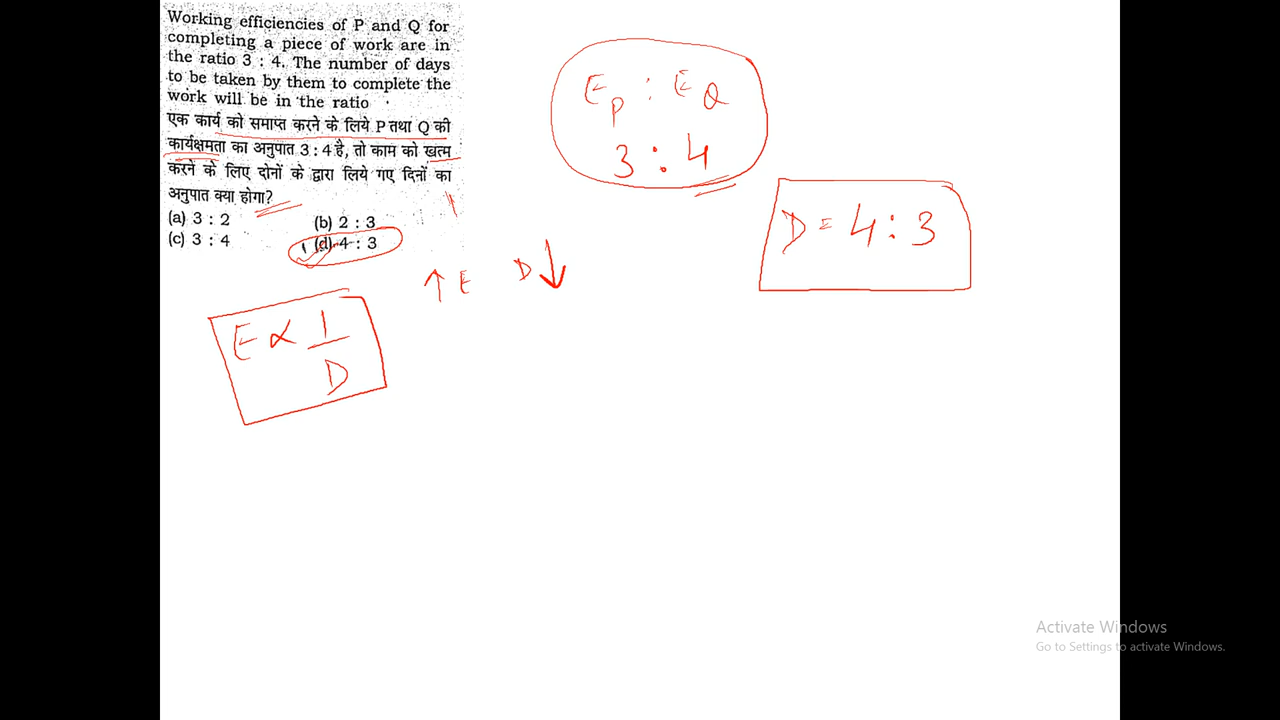 Working efficiencies of P and Q for
completing a piece of work are in
the ratio 3 : 4. The number of days
to be taken by them to complete the
work will be in the ratio
एक कार्य को समाप्त करने के लिये P तथा Q की
कार्यक्षमता का अनुपात 3 : 4 है, तो काम को खत्म
करने के लिए दोनों के द्वारा लिये गए दिनों का
अनुपात क्या होगा?
(a) 3 : 2 (b) 2 : 3
(c) 3 : 4 (d) 4 : 3
E_P : E_Q
3 : 4
D = 4 : 3
↑ E D ↓
E ∝ 1/D
Activate Windows
Go to Settings to activate Windows.